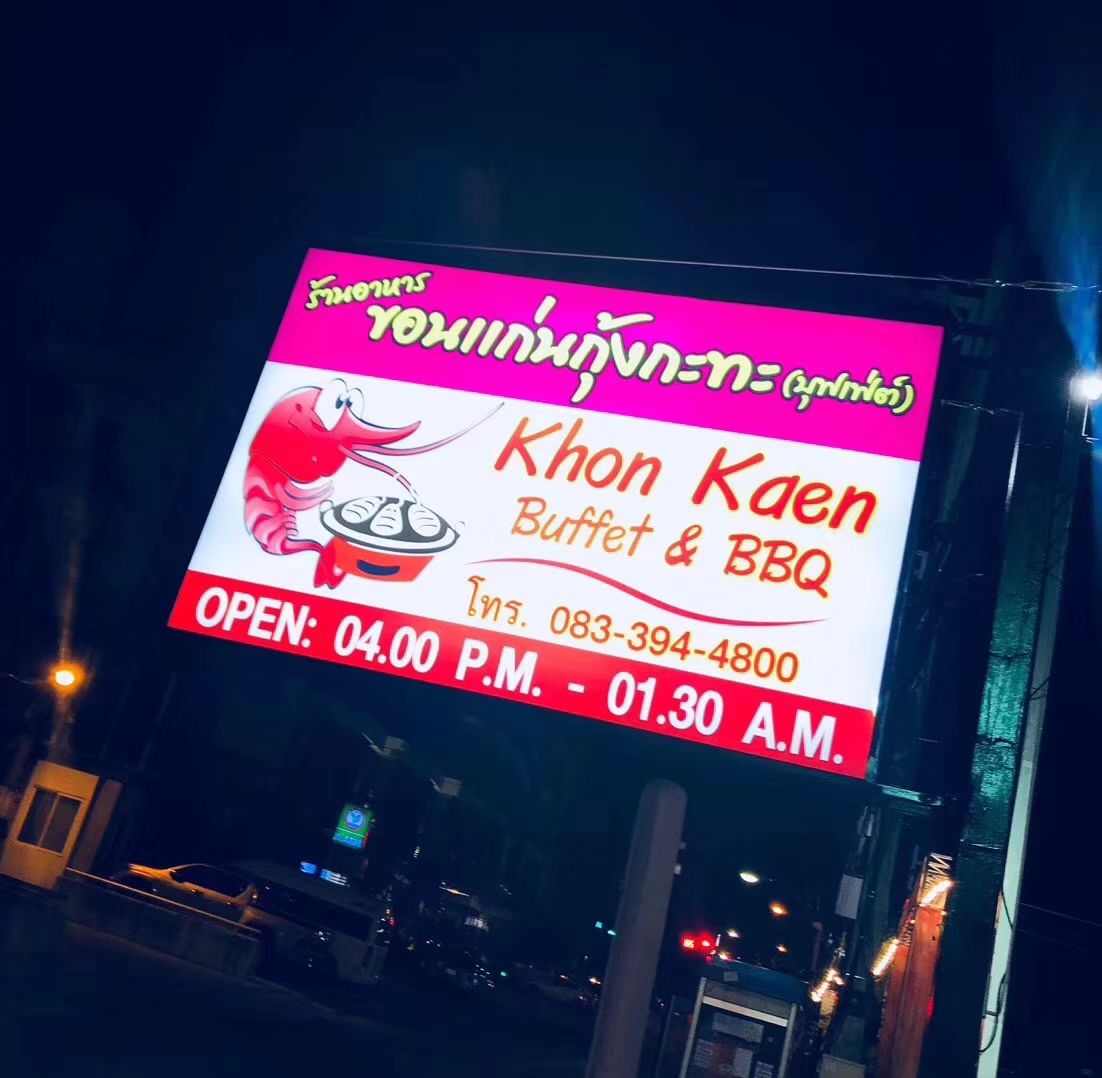 ร้านอาหาร
ขอนแก่นกุ้งกะทะ (บุฟเฟ่ต์)
Khon Kaen
Buffet & BBQ
โทร. 083-394-4800
OPEN: 04.00 P.M. - 01.30 A.M.